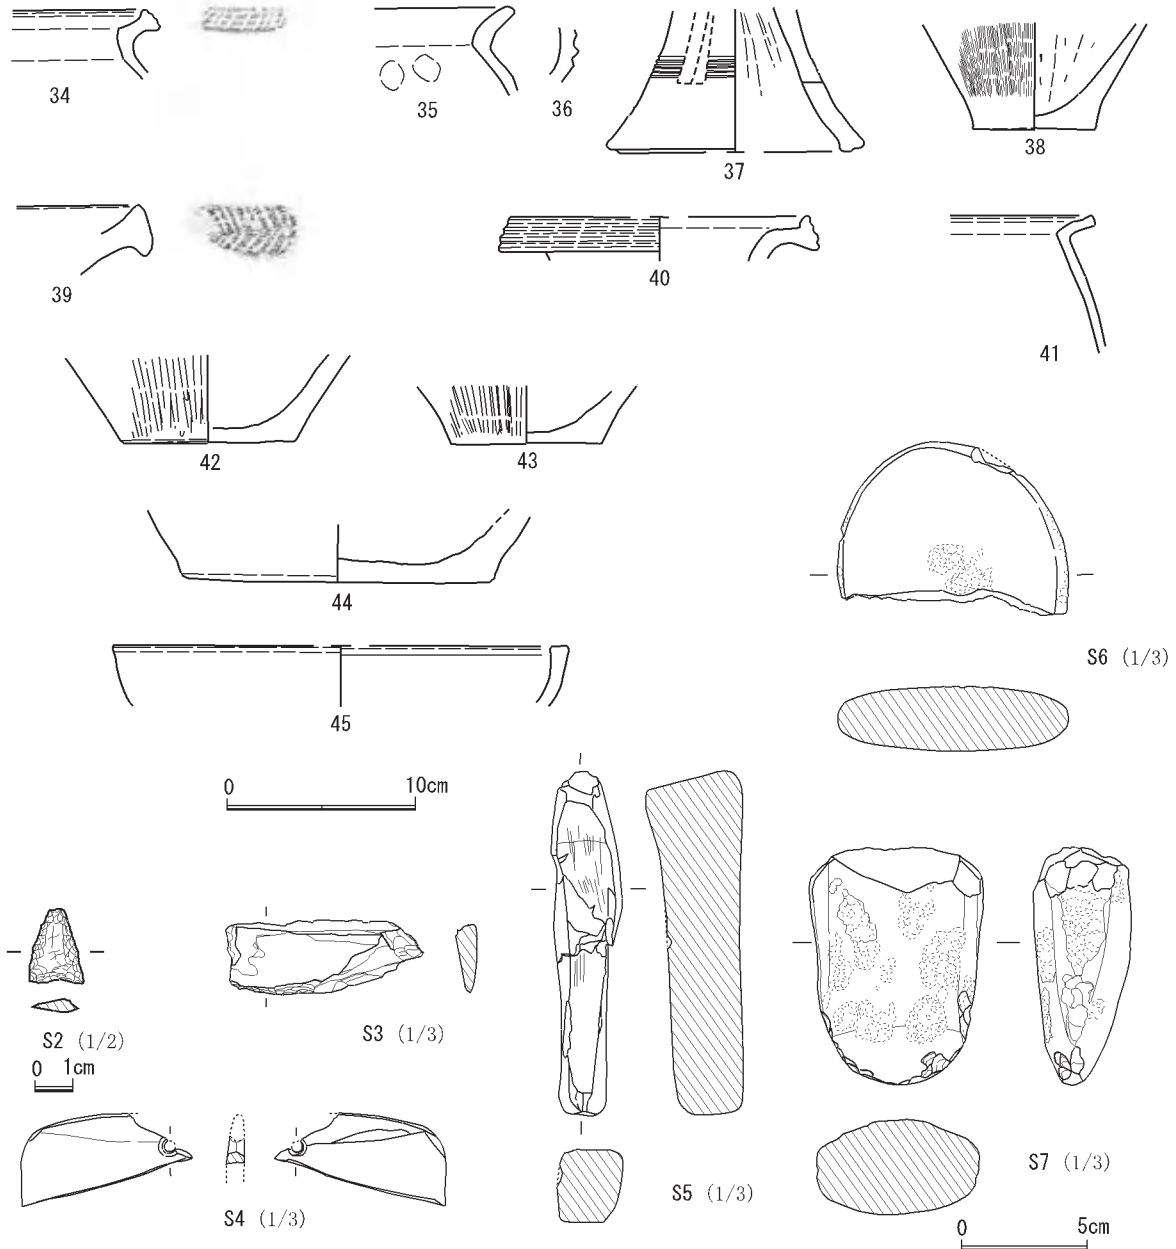 34
35
36
37
38
39
40
41
42
43
44
45
S6 (1/3)
0 10cm
S2 (1/2)
0 1cm
S3 (1/3)
S4 (1/3)
S5 (1/3)
S7 (1/3)
0 5cm